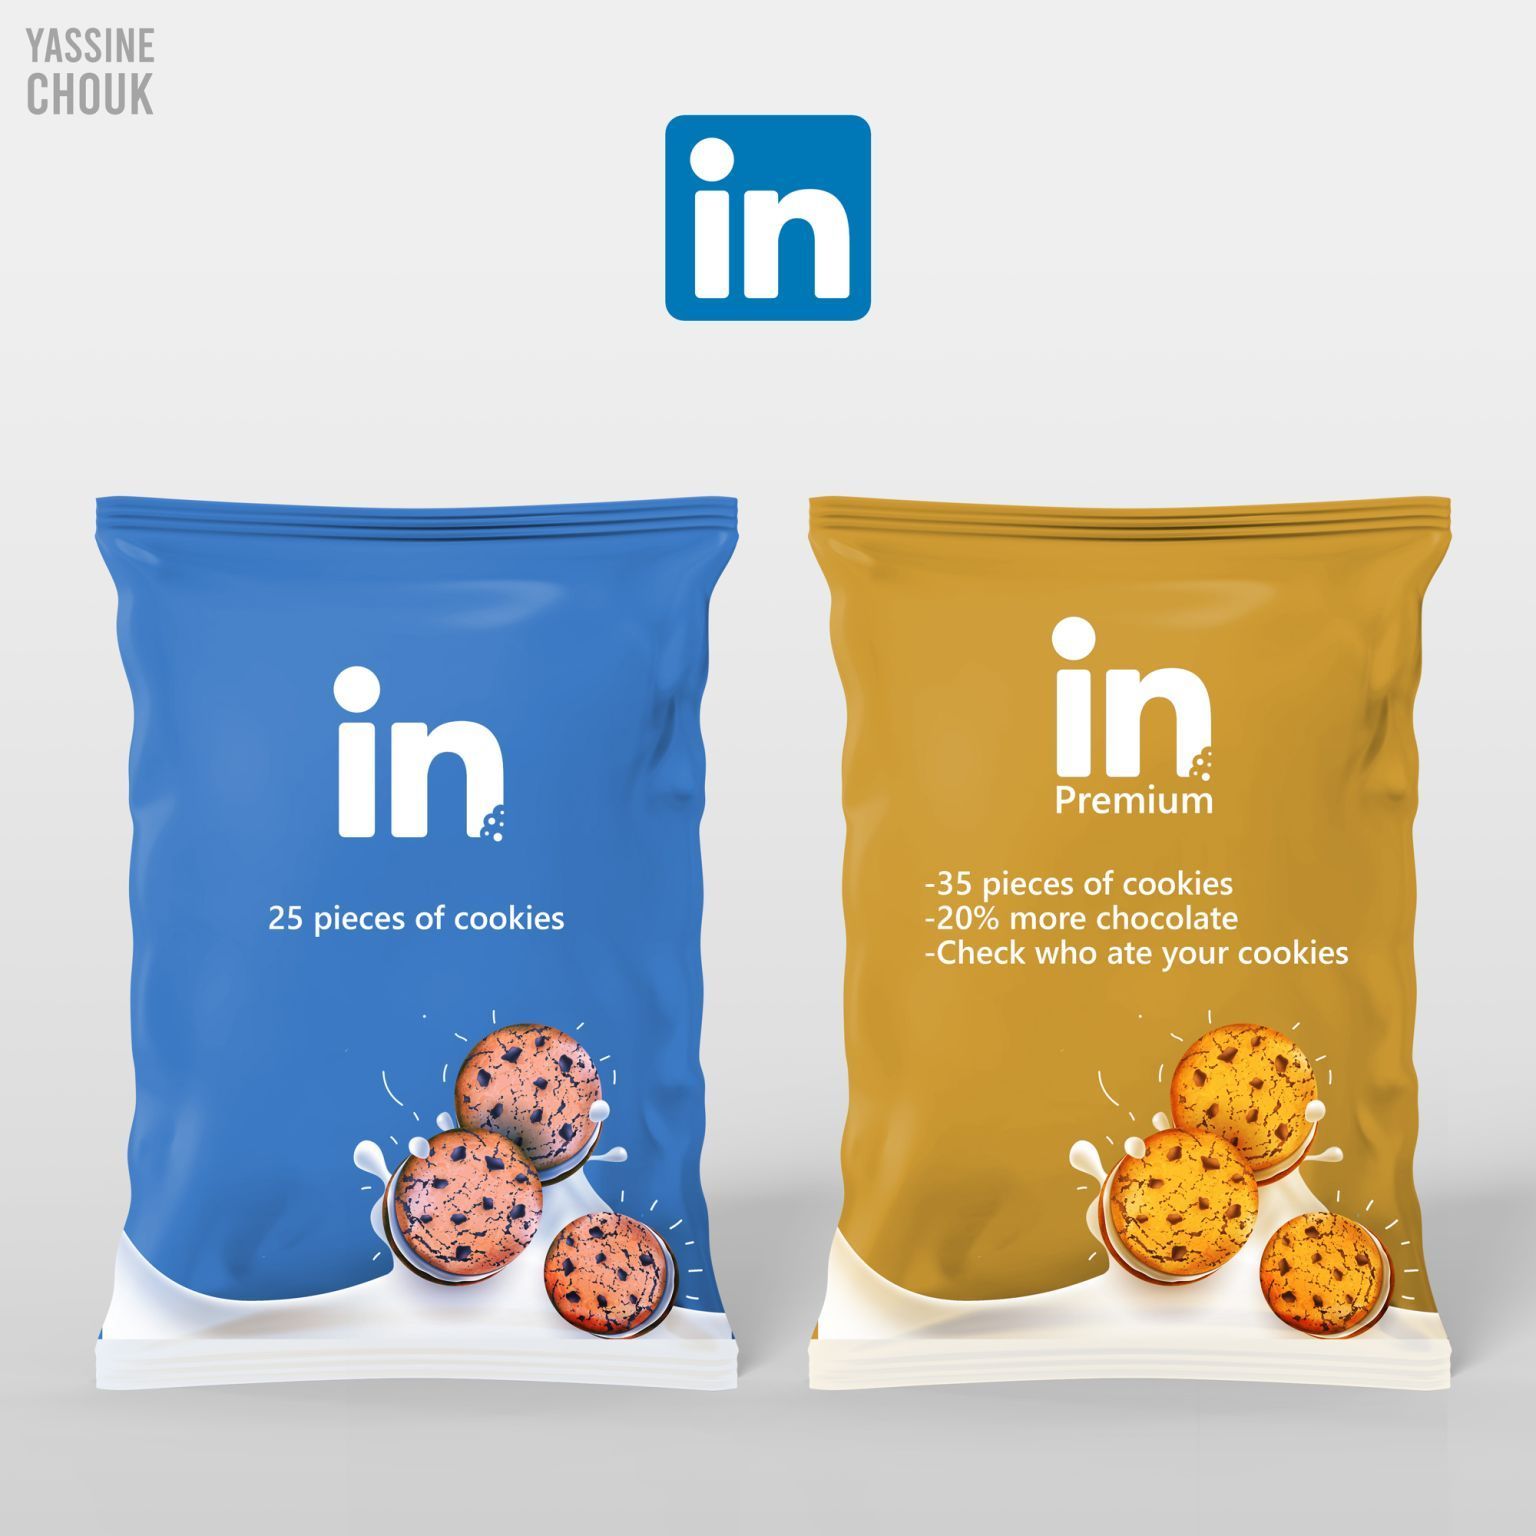 YASSINE
CHOUK
in
in
25 pieces of cookies
in
Premium
-35 pieces of cookies
-20% more chocolate
-Check who ate your cookies